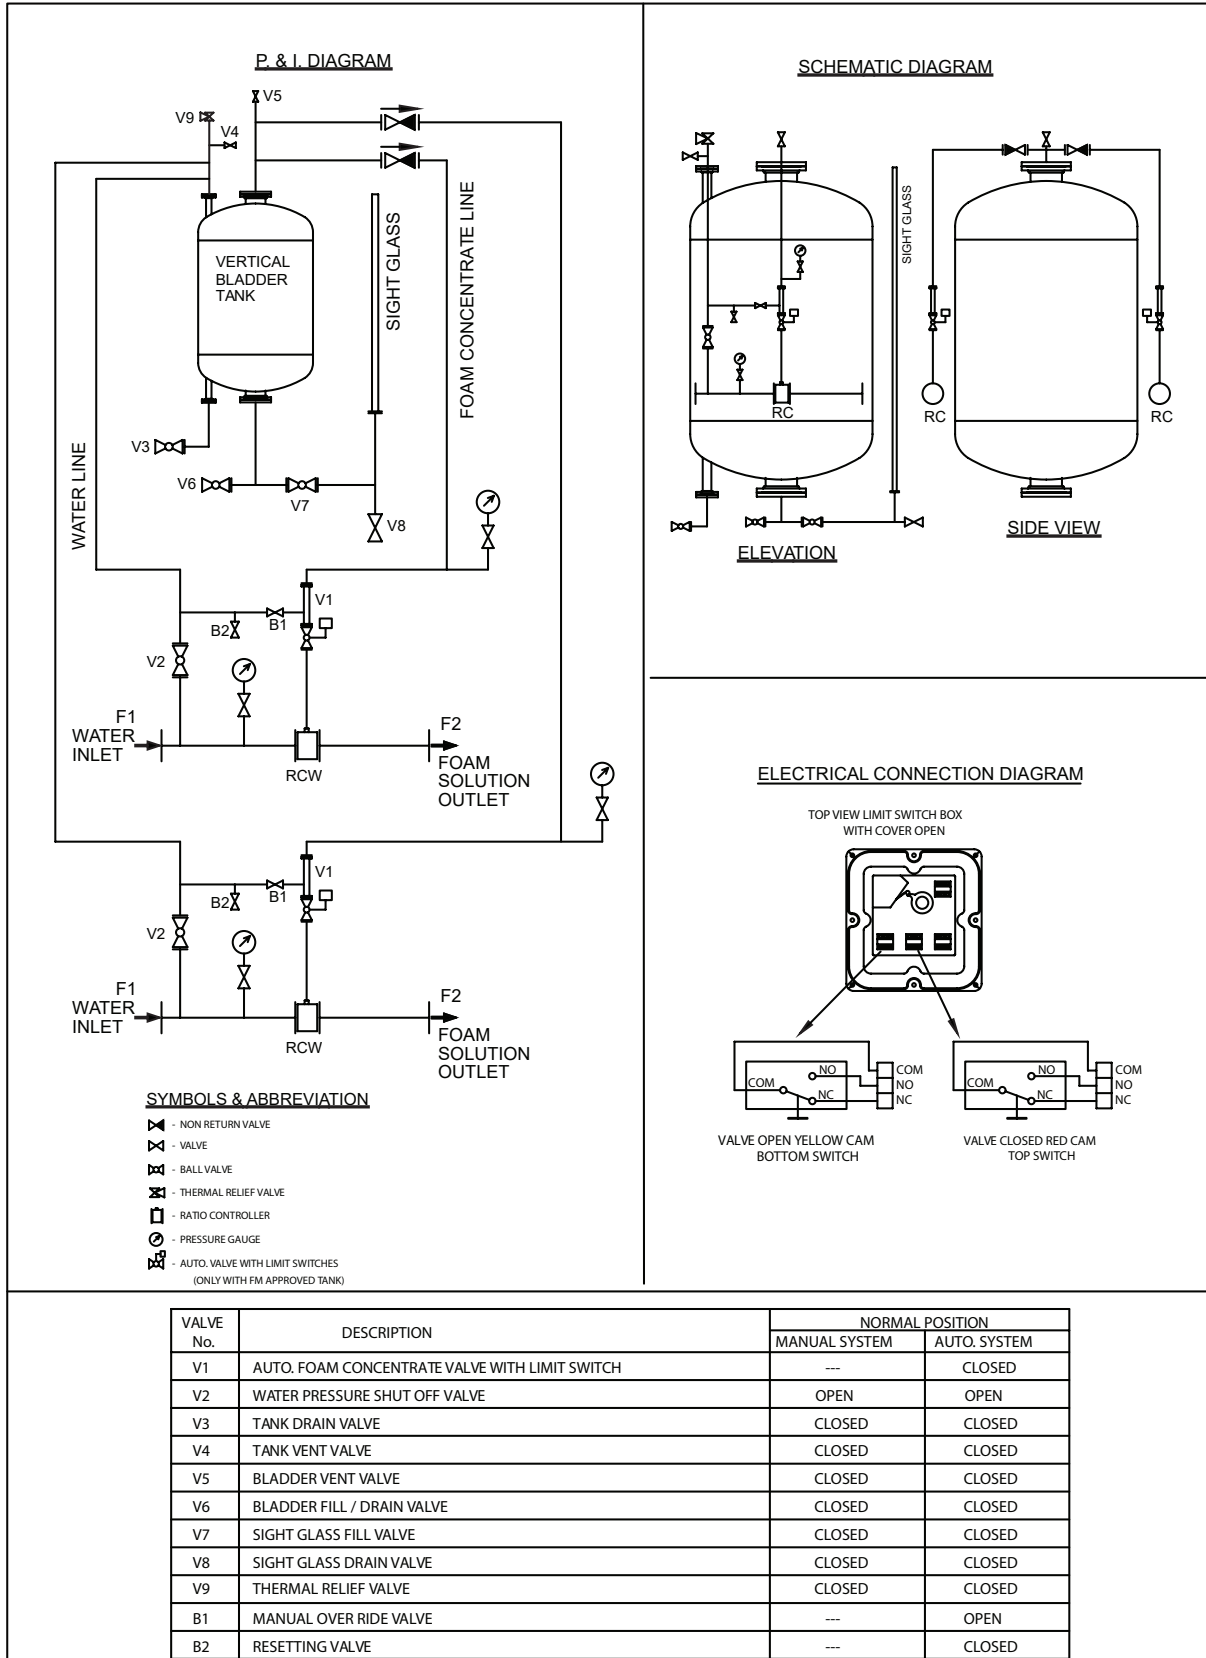 P. & I. DIAGRAM
V5
V9
V4
VERTICAL
BLADDER
TANK
SIGHT GLASS
FOAM CONCENTRATE LINE
WATER LINE
V3
V6
V7
V8
V1
B2
B1
V2
F1
WATER
INLET
RCW
F2
FOAM
SOLUTION
OUTLET
V1
B2
B1
V2
F1
WATER
INLET
RCW
F2
FOAM
SOLUTION
OUTLET
SYMBOLS & ABBREVIATION
- NON RETURN VALVE
- VALVE
- BALL VALVE
- THERMAL RELIEF VALVE
- RATIO CONTROLLER
- PRESSURE GAUGE
- AUTO. VALVE WITH LIMIT SWITCHES
(ONLY WITH FM APPROVED TANK)
SCHEMATIC DIAGRAM
SIGHT GLASS
RC
ELEVATION
RC
RC
SIDE VIEW
ELECTRICAL CONNECTION DIAGRAM
TOP VIEW LIMIT SWITCH BOX
WITH COVER OPEN
COM
NO
NC
COM
NO
NC
VALVE OPEN YELLOW CAM
BOTTOM SWITCH
COM
NO
NC
COM
NO
NC
VALVE CLOSED RED CAM
TOP SWITCH
VALVE No. DESCRIPTION NORMAL POSITION
MANUAL SYSTEM AUTO. SYSTEM
V1 AUTO. FOAM CONCENTRATE VALVE WITH LIMIT SWITCH --- CLOSED
V2 WATER PRESSURE SHUT OFF VALVE OPEN OPEN
V3 TANK DRAIN VALVE CLOSED CLOSED
V4 TANK VENT VALVE CLOSED CLOSED
V5 BLADDER VENT VALVE CLOSED CLOSED
V6 BLADDER FILL / DRAIN VALVE CLOSED CLOSED
V7 SIGHT GLASS FILL VALVE CLOSED CLOSED
V8 SIGHT GLASS DRAIN VALVE CLOSED CLOSED
V9 THERMAL RELIEF VALVE CLOSED CLOSED
B1 MANUAL OVER RIDE VALVE --- OPEN
B2 RESETTING VALVE --- CLOSED